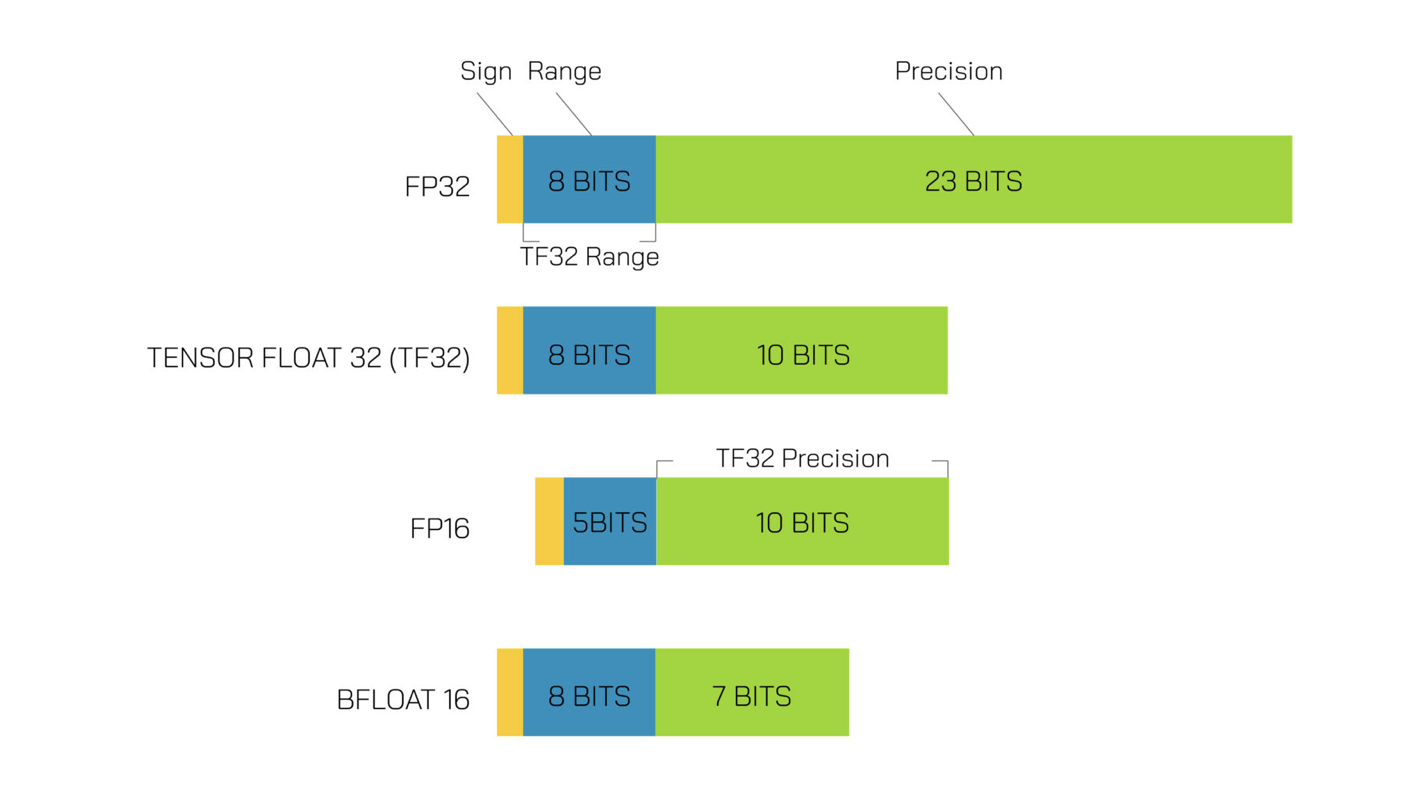 Sign Range Precision
FP32 8 BITS 23 BITS
TF32 Range
TENSOR FLOAT 32 (TF32) 8 BITS 10 BITS
TF32 Precision
FP16 5BITS 10 BITS
BFLOAT 16 8 BITS 7 BITS